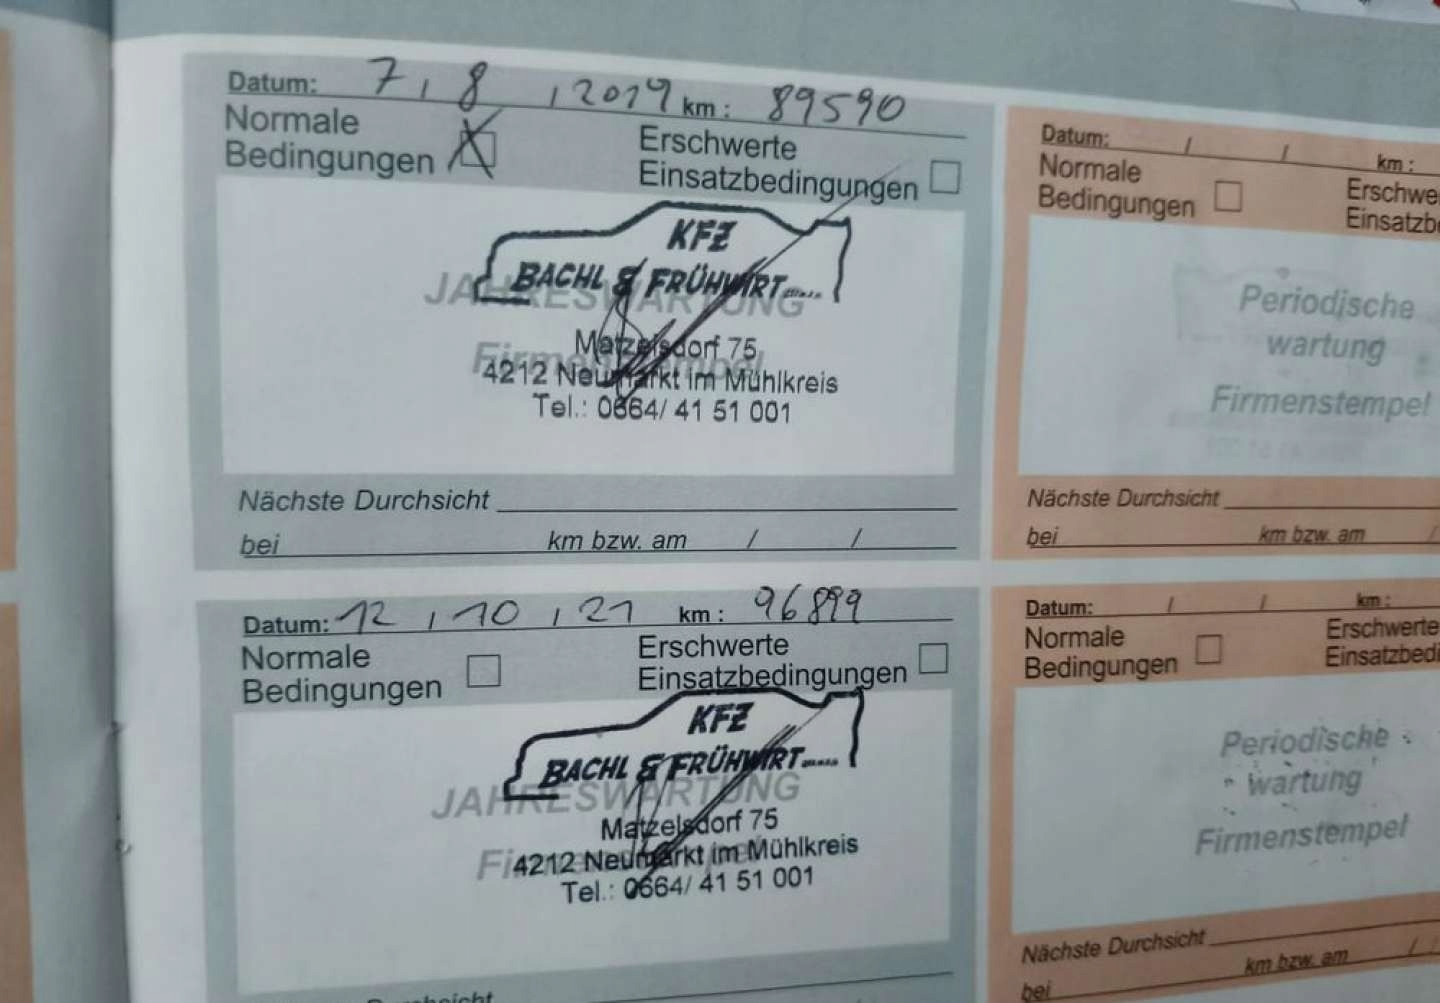 Datum: 7, 8, 2019 km: 89590
Normale Bedingungen
Erschwerte Einsatzbedingungen
KFZ
BACHL & FRÜHWIRT
JAHRESWARTUNG
Firmenstempel
Matzelsdorf 75
4212 Neumarkt im Mühlkreis
Tel.: 0664/ 41 51 001
Nächste Durchsicht
bei km bzw. am / /
Datum: / / km:
Normale Bedingungen
Erschwe
Einsatzb
Periodische
wartung
Firmenstempel
Nächste Durchsicht
bei km bzw. am /
Datum: 12, 10, 21 km: 96899
Normale Bedingungen
Erschwerte Einsatzbedingungen
KFZ
BACHL & FRÜHWIRT
JAHRESWARTUNG
Matzelsdorf 75
4212 Neumarkt im Mühlkreis
Tel.: 0664/ 41 51 001
Datum: / / km:
Normale Bedingungen
Erschwerte
Einsatzbedi
Periodische
wartung
Firmenstempel
Nächste Durchsicht
bei km bzw. am / /